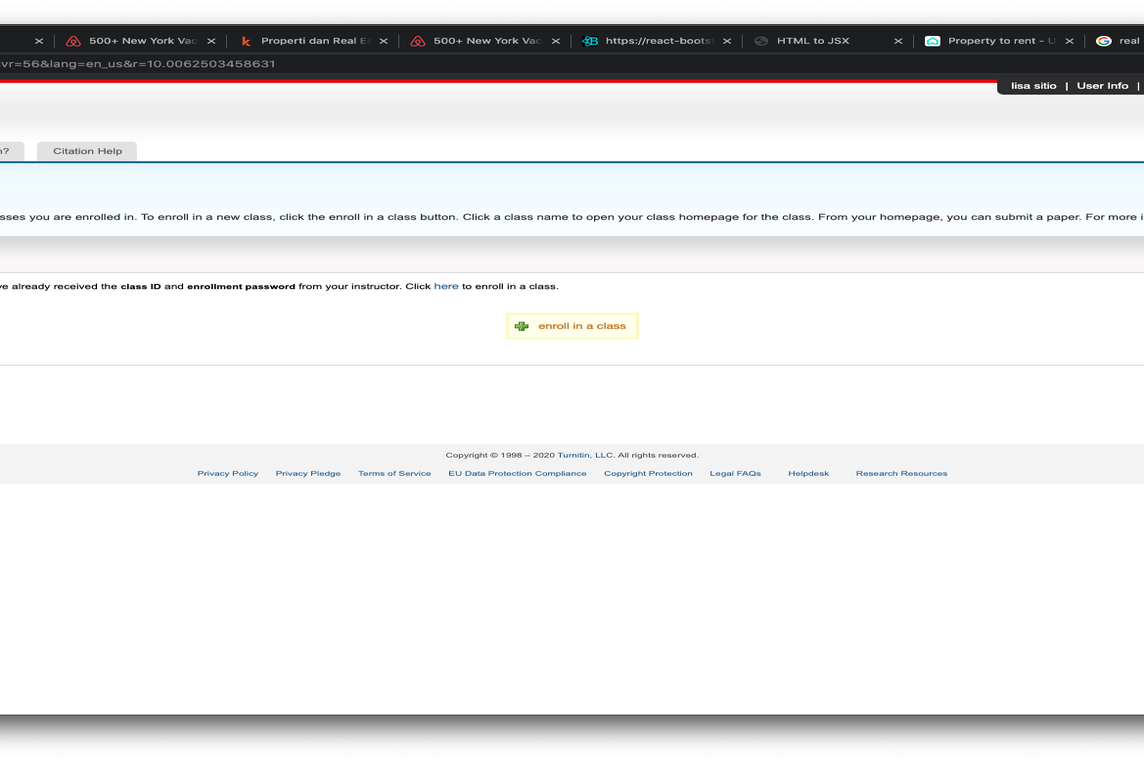 500+ New York Vac Properti dan Real Es 500+ New York Vac https://react-boots HTML to JSX Property to rent - U real
vr=56&lang=en_us&r=10.0062503458631
lisa sitio | User Info |
n? Citation Help
sses you are enrolled in. To enroll in a new class, click the enroll in a class button. Click a class name to open your class homepage for the class. From your homepage, you can submit a paper. For more i
ve already received the class ID and enrollment password from your instructor. Click here to enroll in a class.
enroll in a class
Copyright © 1998 – 2020 Turnitin, LLC. All rights reserved.
Privacy Policy Privacy Pledge Terms of Service EU Data Protection Compliance Copyright Protection Legal FAQs Helpdesk Research Resources